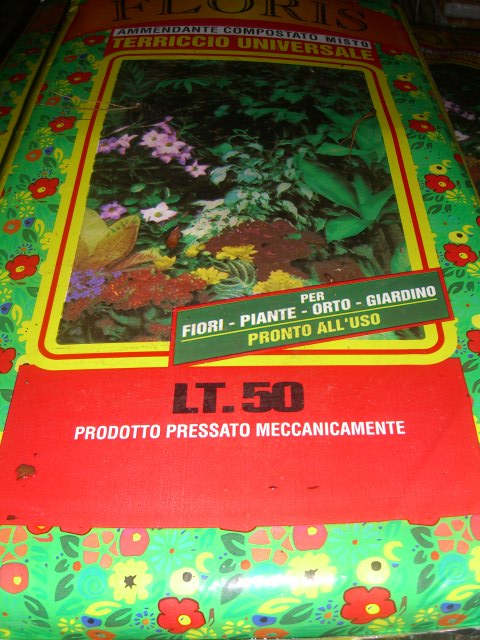 FLORIS
AMMENDANTE COMPOSTATO MISTO
TERRICCIO UNIVERSALE
PER
FIORI - PIANTE - ORTO - GIARDINO
PRONTO ALL'USO
LT. 50
PRODOTTO PRESSATO MECCANICAMENTE